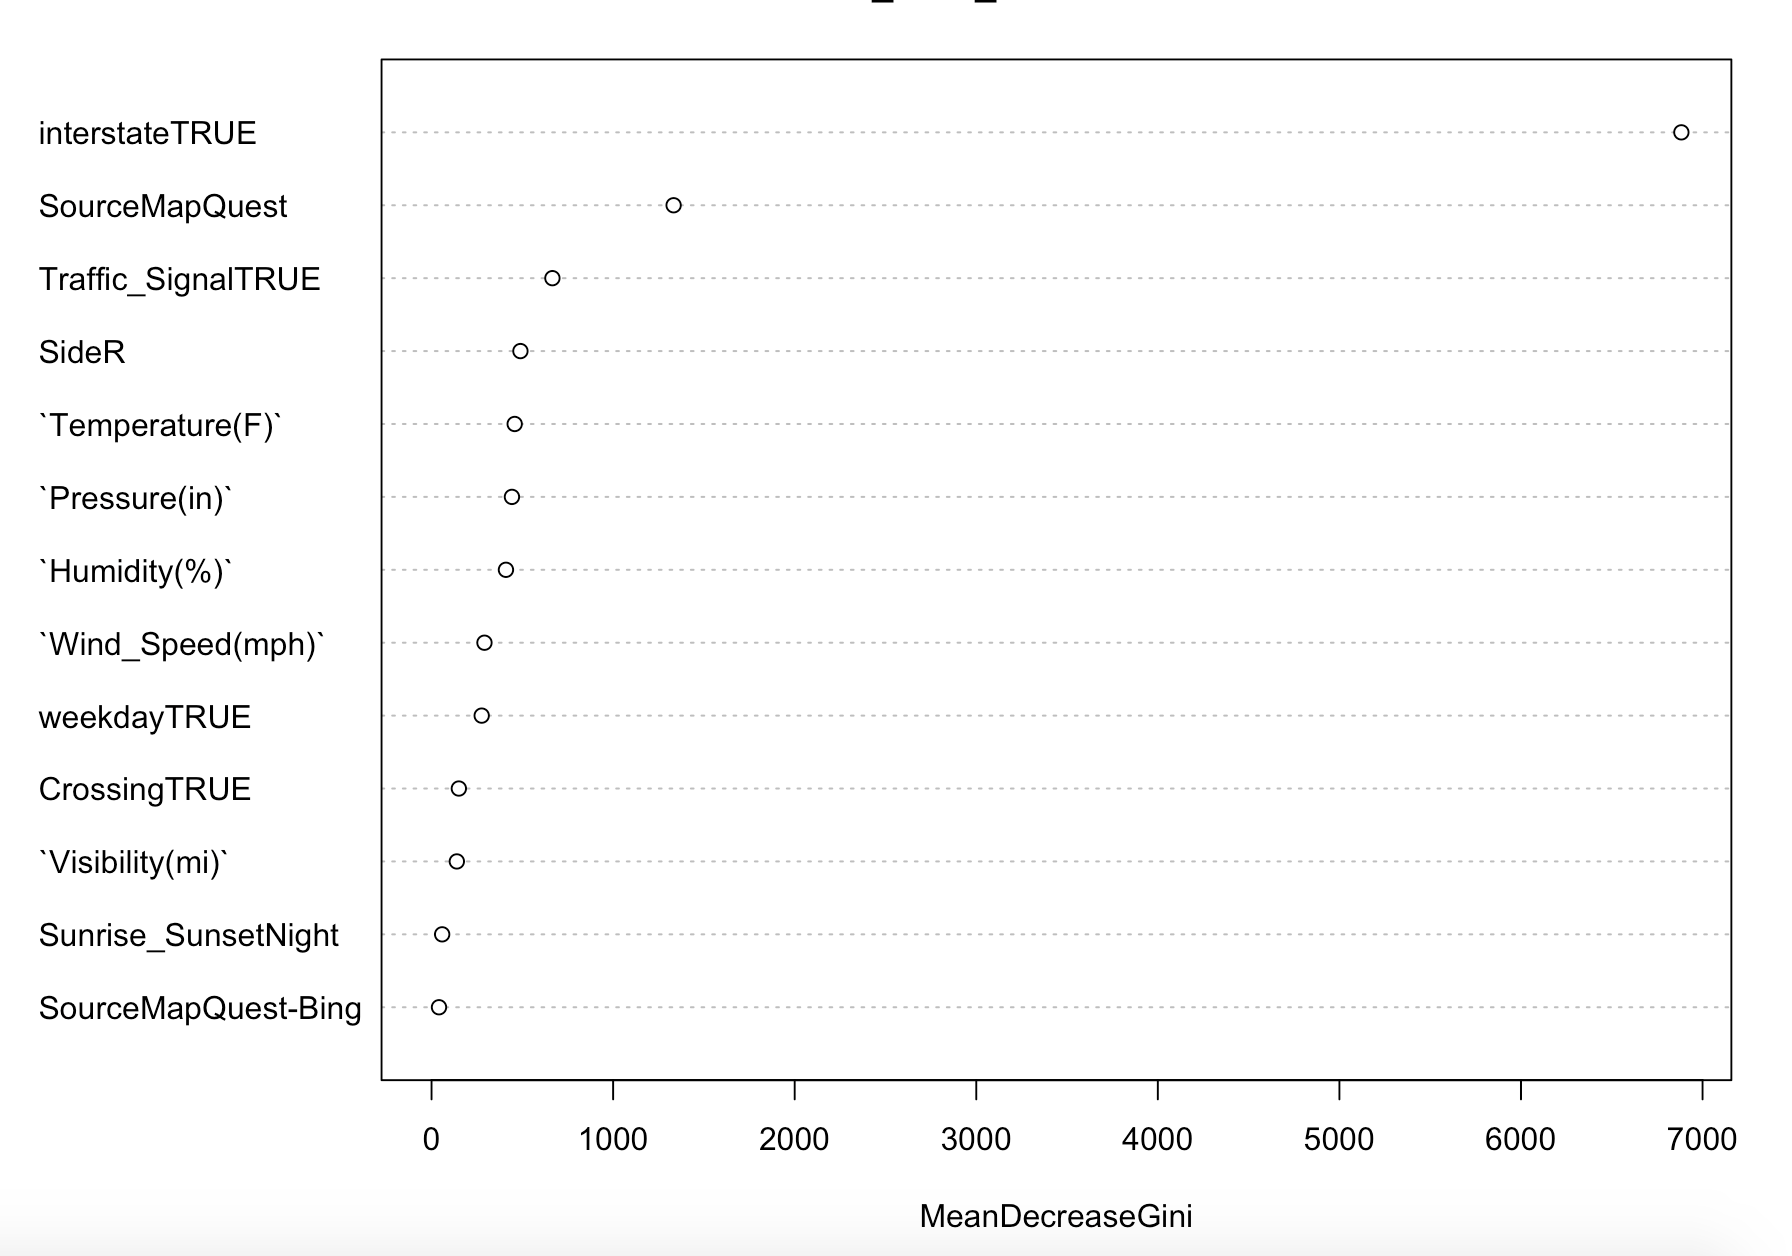 interstateTRUE
SourceMapQuest
Traffic_SignalTRUE
SideR
`Temperature(F)`
`Pressure(in)`
`Humidity(%)`
`Wind_Speed(mph)`
weekdayTRUE
CrossingTRUE
`Visibility(mi)`
Sunrise_SunsetNight
SourceMapQuest-Bing
0 1000 2000 3000 4000 5000 6000 7000
MeanDecreaseGini